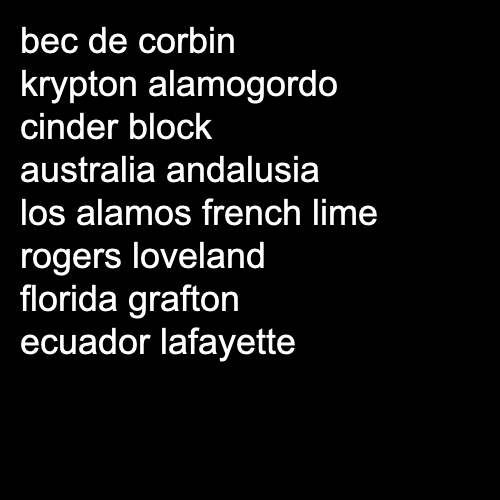 bec de corbin
krypton alamogordo
cinder block
australia andalusia
los alamos french lime
rogers loveland
florida grafton
ecuador lafayette